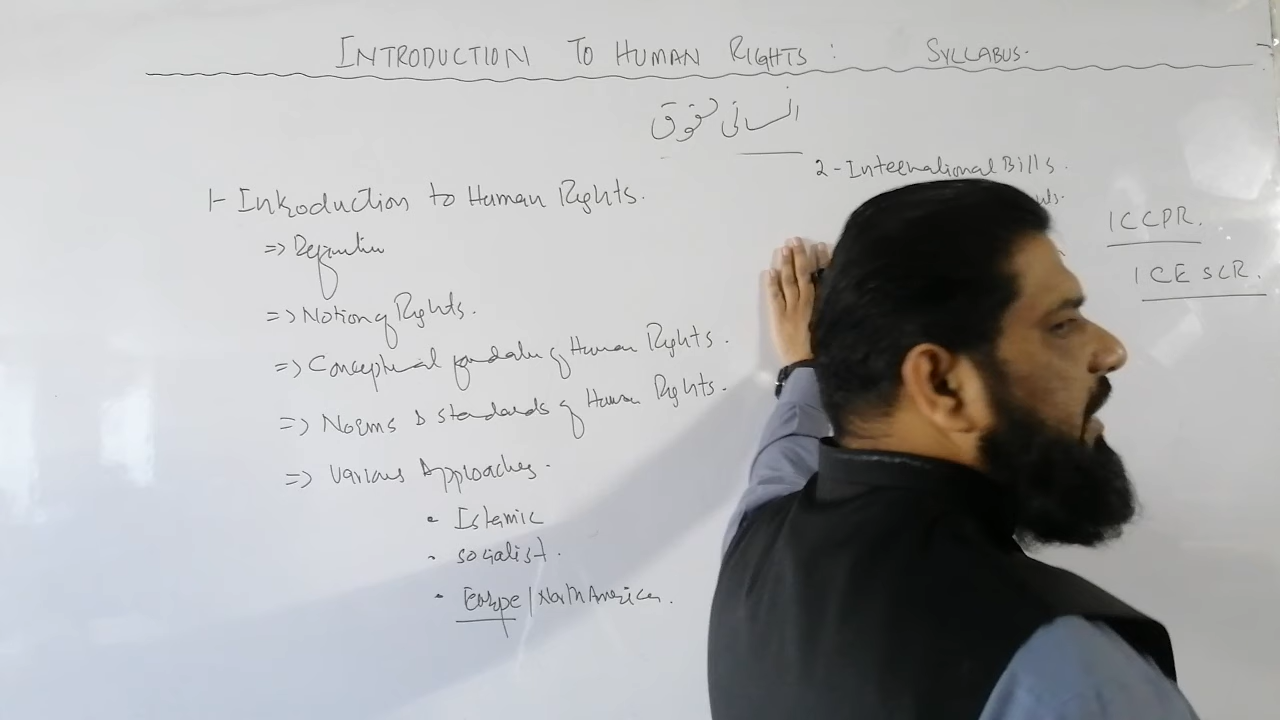 INTRODUCTION TO HUMAN RIGHTS : SYLLABUS.
انسانی حقوق
1- Introduction to Human Rights.
=> Definition
=> Notion of Rights.
=> Conceptual foundation of Human Rights.
=> Norms & standards of Human Rights.
=> Various Approaches.
• Islamic
• Socialist.
• Europe / North America.
2- International Bills.
ICCPR.
ICESCR.